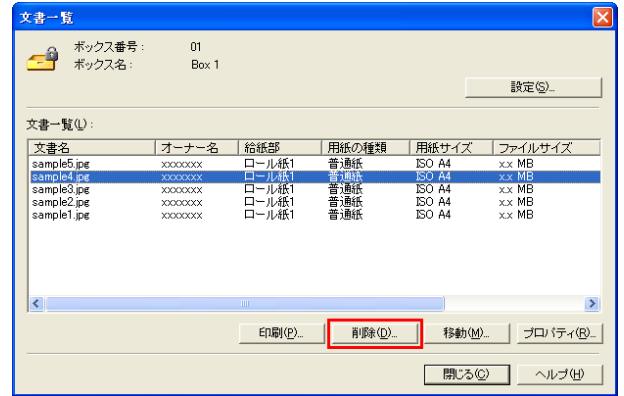 文書一覧
ボックス番号： 01
ボックス名： Box 1
設定(S)...
文書一覧(L)：
文書名 オーナー名 給紙部 用紙の種類 用紙サイズ ファイルサイズ
sample5.jpg xxxxxxx ロール紙1 普通紙 ISO A4 x.x MB
sample4.jpg xxxxxxx ロール紙1 普通紙 ISO A4 x.x MB
sample3.jpg xxxxxxx ロール紙1 普通紙 ISO A4 x.x MB
sample2.jpg xxxxxxx ロール紙1 普通紙 ISO A4 x.x MB
sample1.jpg xxxxxxx ロール紙1 普通紙 ISO A4 x.x MB
印刷(P)... 削除(D)... 移動(M)... プロパティ(R)...
閉じる(C) ヘルプ(H)